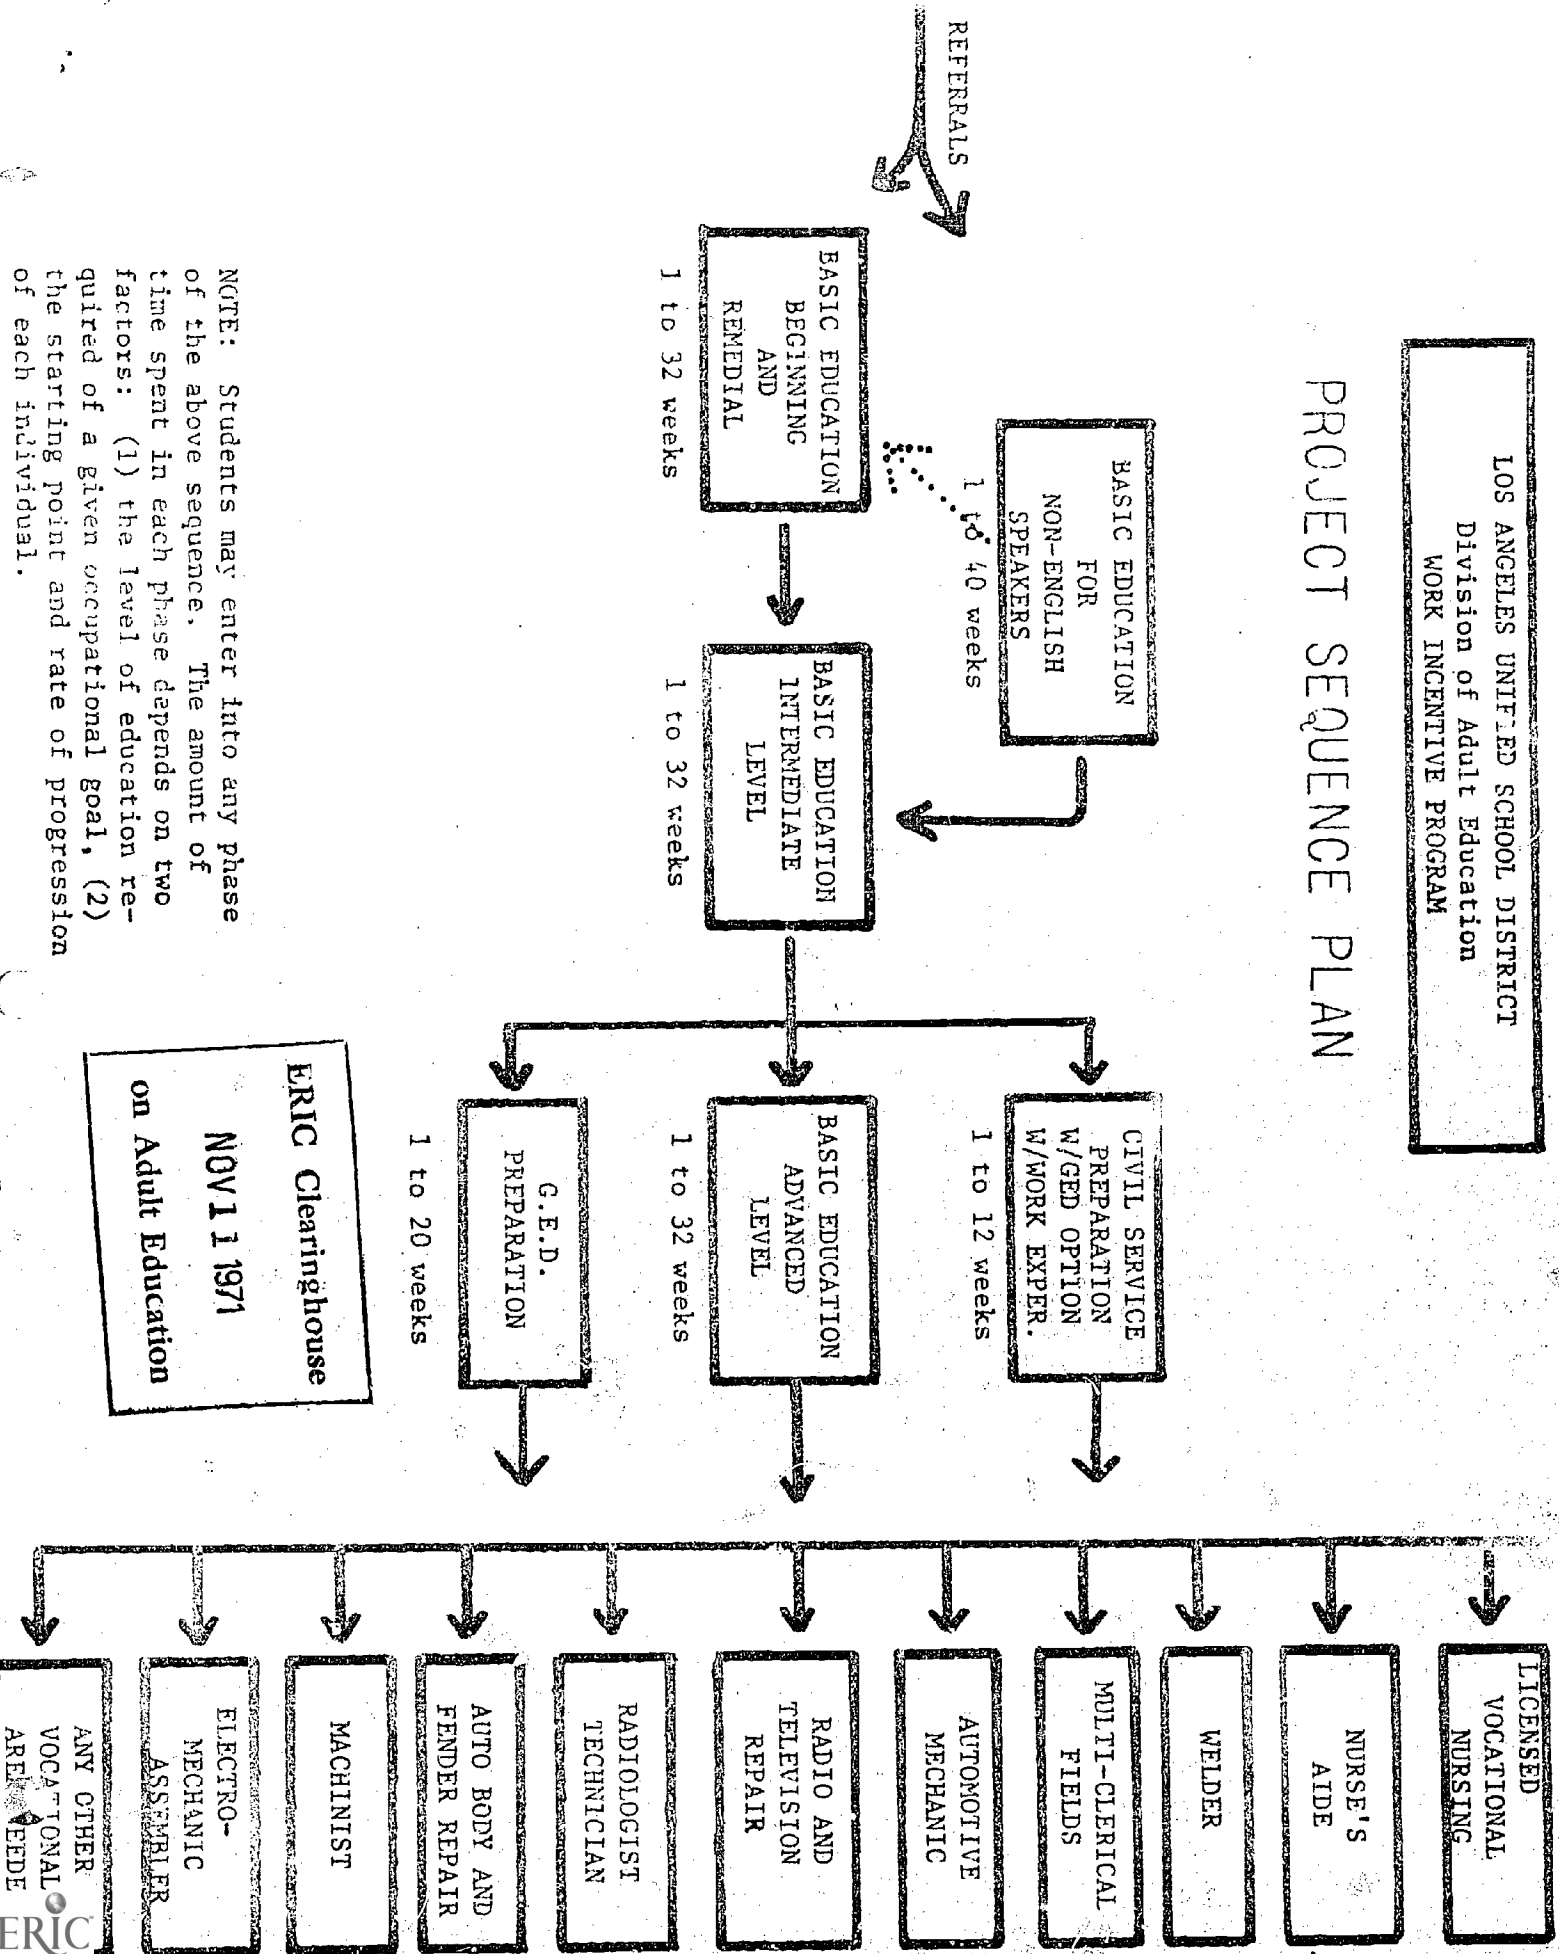 LOS ANGELES UNIFIED SCHOOL DISTRICT
Division of Adult Education
WORK INCENTIVE PROGRAM
PROJECT SEQUENCE PLAN
REFERRALS
BASIC EDUCATION
FOR
NON-ENGLISH
SPEAKERS
1 to 40 weeks
BASIC EDUCATION
BEGINNING
AND
REMEDIAL
1 to 32 weeks
BASIC EDUCATION
INTERMEDIATE
LEVEL
1 to 32 weeks
CIVIL SERVICE
PREPARATION
W/GED OPTION
W/WORK EXPER.
1 to 12 weeks
BASIC EDUCATION
ADVANCED
LEVEL
1 to 32 weeks
G.E.D.
PREPARATION
1 to 20 weeks
LICENSED
VOCATIONAL
NURSING
NURSE'S
AIDE
WELDER
MULTI-CLERICAL
FIELDS
AUTOMOTIVE
MECHANIC
RADIO AND
TELEVISION
REPAIR
RADIOLOGIST
TECHNICIAN
AUTO BODY AND
FENDER REPAIR
MACHINIST
ELECTRO-
MECHANIC
ASSEMBLER
ANY OTHER
VOCATIONAL
NOTE: Students may enter into any phase
of the above sequence. The amount of
time spent in each phase depends on two
factors: (1) the level of education re-
quired of a given occupational goal, (2)
the starting point and rate of progression
of each individual.
ERIC Clearinghouse
NOV 11 1971
on Adult Education
ERIC